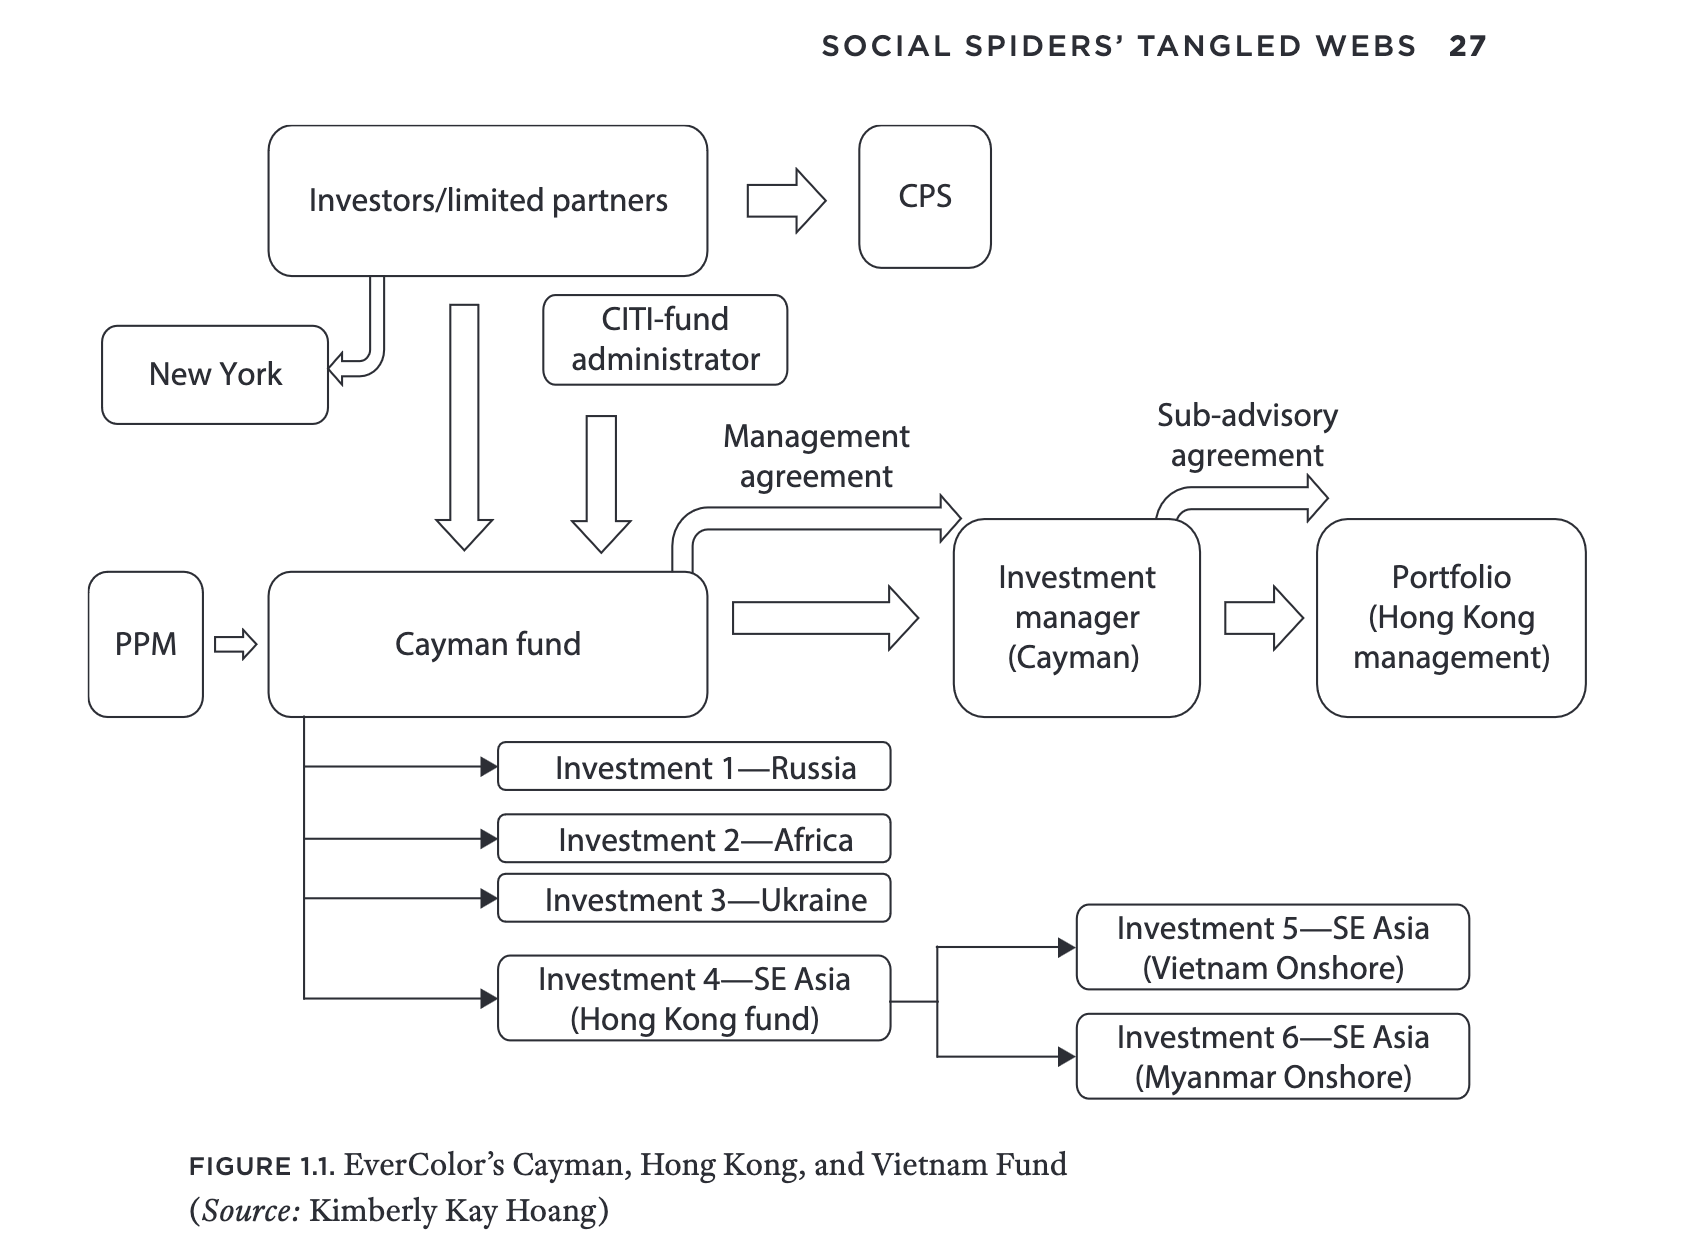 SOCIAL SPIDERS’ TANGLED WEBS 27
Investors/limited partners
CPS
New York
CITI-fund
administrator
Management
agreement
Sub-advisory
agreement
PPM
Cayman fund
Investment
manager
(Cayman)
Portfolio
(Hong Kong
management)
Investment 1—Russia
Investment 2—Africa
Investment 3—Ukraine
Investment 4—SE Asia
(Hong Kong fund)
Investment 5—SE Asia
(Vietnam Onshore)
Investment 6—SE Asia
(Myanmar Onshore)
FIGURE 1.1. EverColor’s Cayman, Hong Kong, and Vietnam Fund
(Source: Kimberly Kay Hoang)